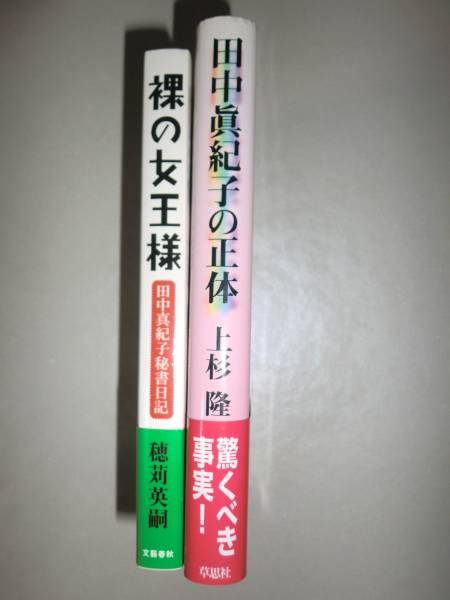 裸の女王様
田中真紀子秘書日記
穂苅英嗣
文藝春秋
田中眞紀子の正体
上杉 隆
驚くべき
事実!
草思社